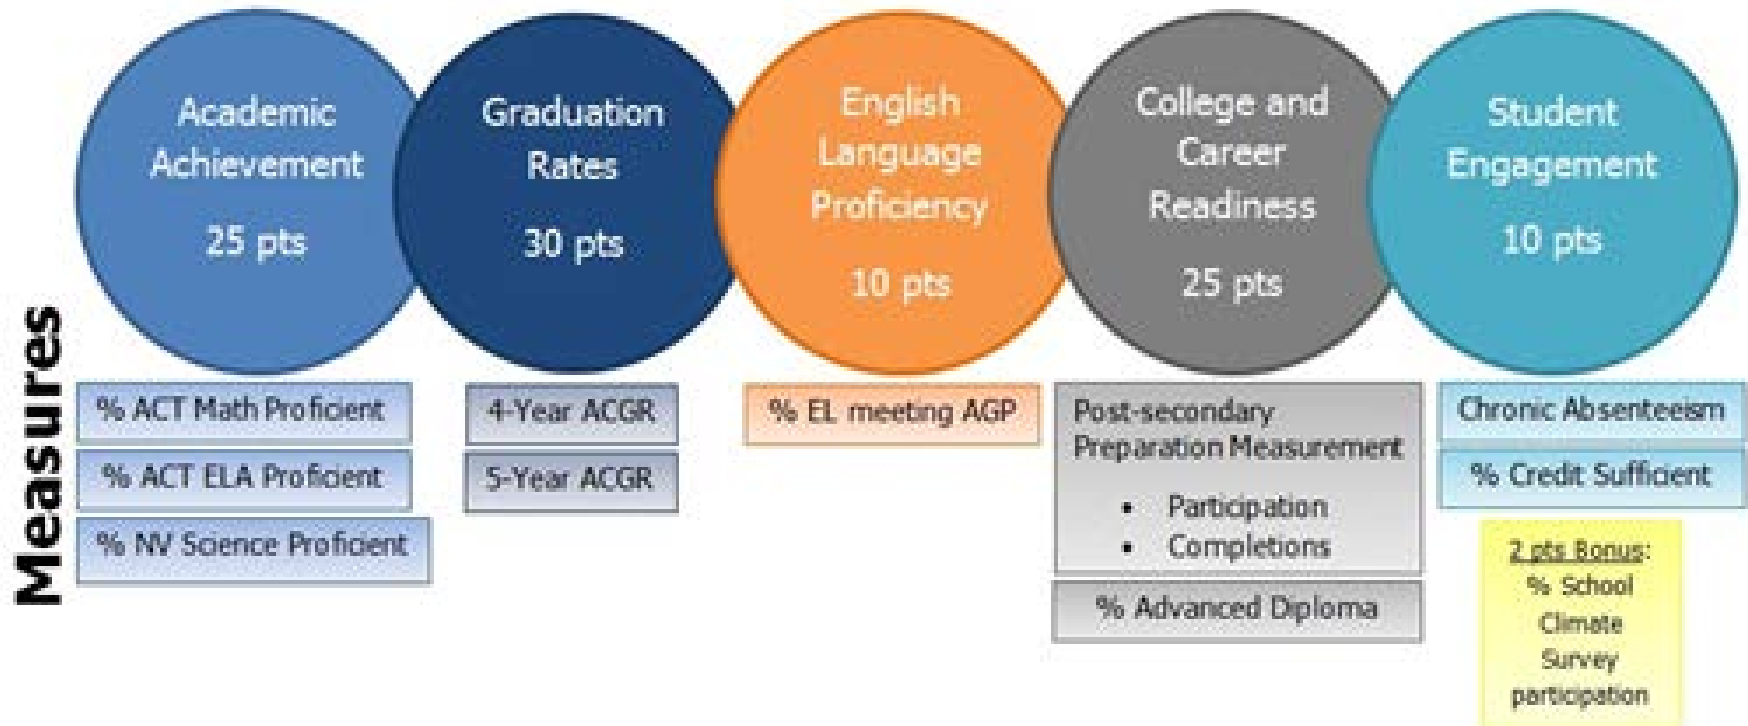 Academic
Achievement
25 pts
Graduation
Rates
30 pts
English
Language
Proficiency
10 pts
College and
Career
Readiness
25 pts
Student
Engagement
10 pts
Measures
% ACT Math Proficient
% ACT ELA Proficient
% NV Science Proficient
4-Year ACGR
5-Year ACGR
% EL meeting AGP
Post-secondary
Preparation Measurement
• Participation
• Completions
% Advanced Diploma
Chronic Absenteeism
% Credit Sufficient
2 pts Bonus:
% School
Climate
Survey
participation